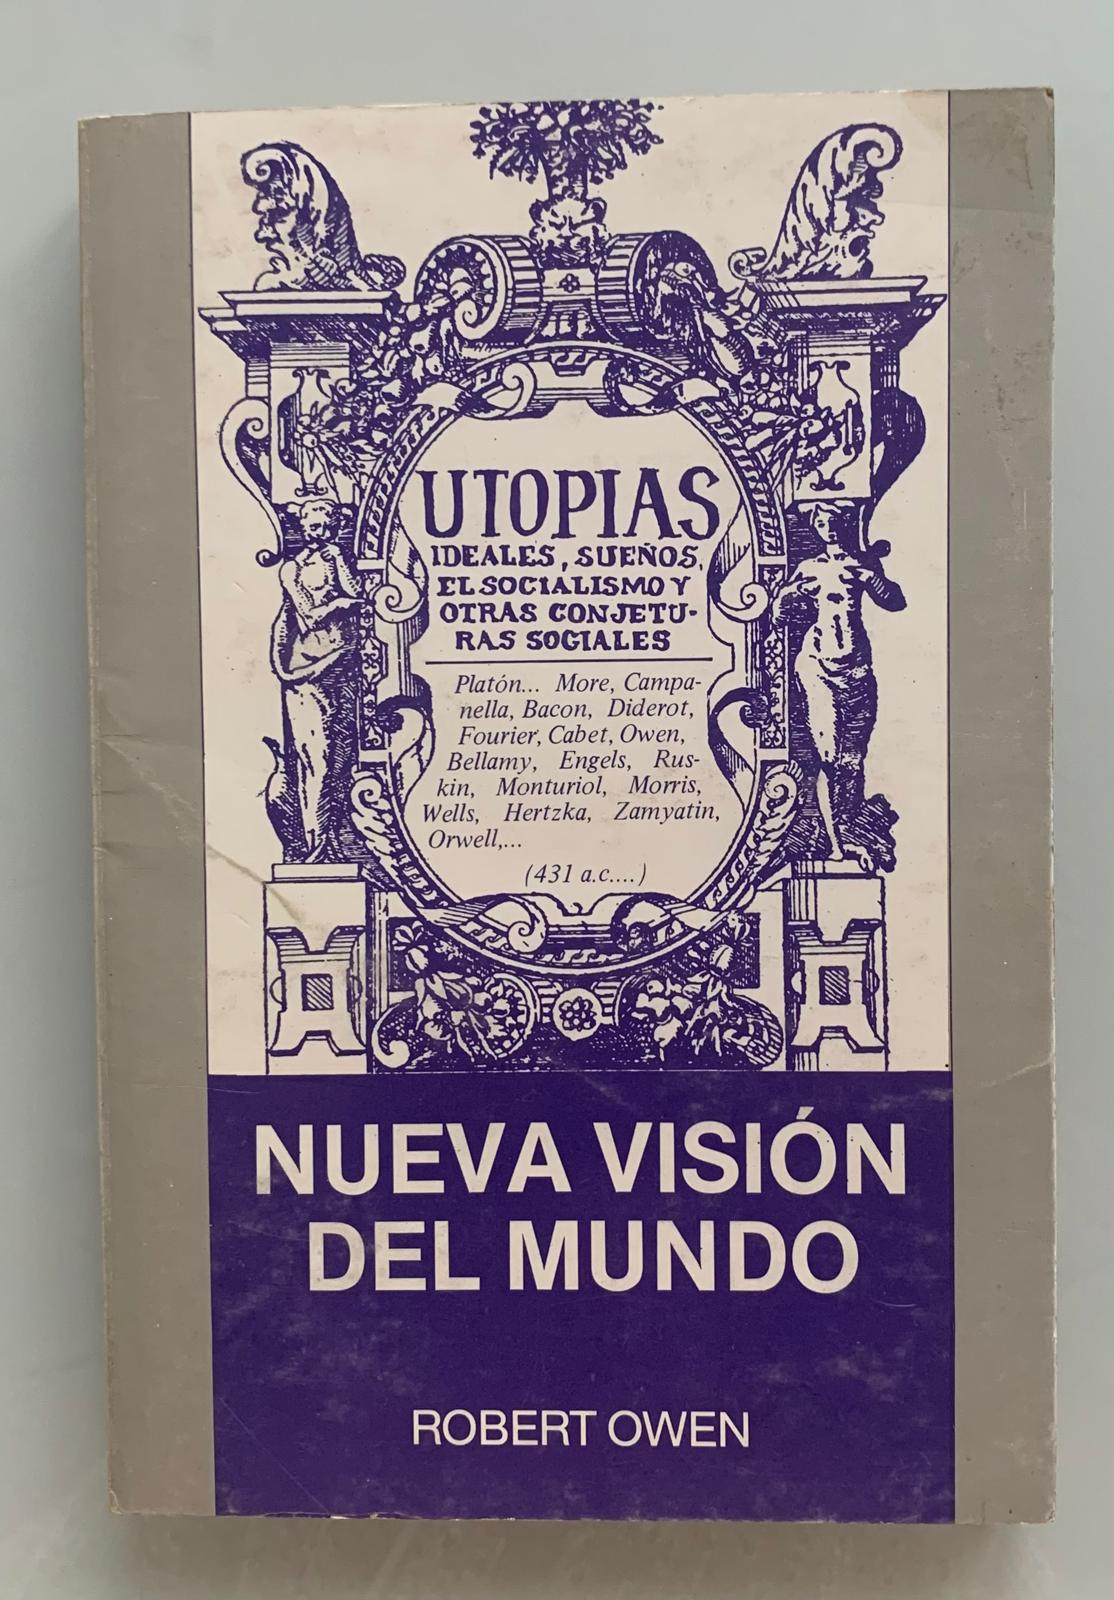 UTOPIAS
IDEALES, SUEÑOS,
EL SOCIALISMO Y
OTRAS CONJETU-
RAS SOCIALES
Platón... More, Campa-
nella, Bacon, Diderot,
Fourier, Cabet, Owen,
Bellamy, Engels, Rus-
kin, Monturiol, Morris,
Wells, Hertzka, Zamyatin,
Orwell,...
(431 a.c....)
NUEVA VISIÓN
DEL MUNDO
ROBERT OWEN